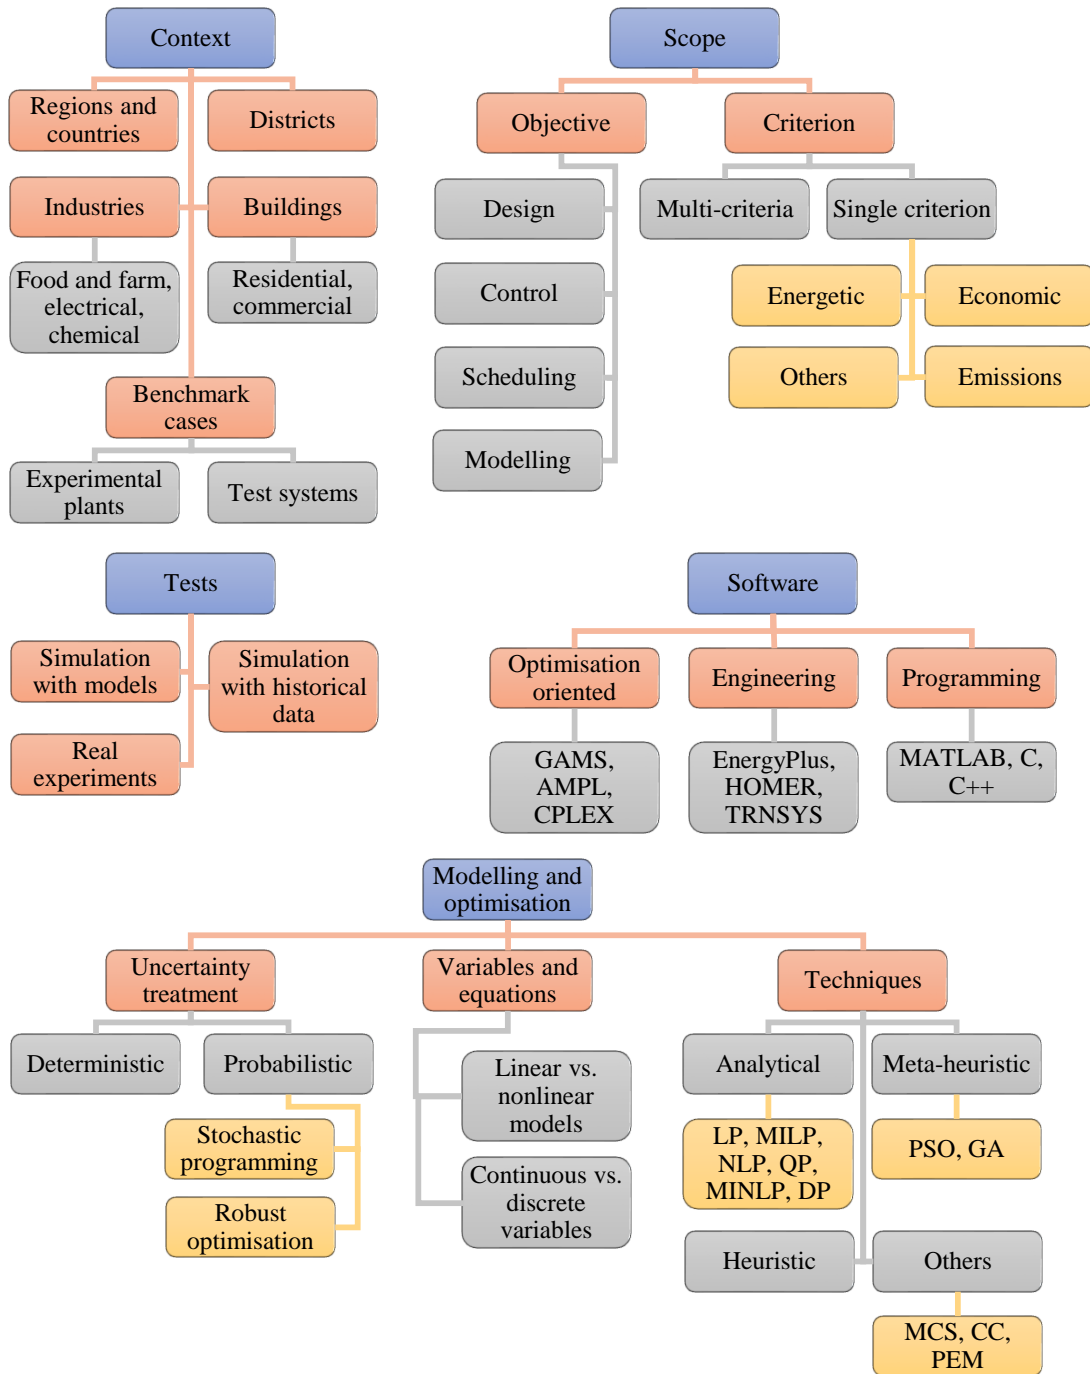 Context
Regions and
countries
Districts
Industries
Buildings
Food and farm,
electrical,
chemical
Residential,
commercial
Benchmark
cases
Experimental
plants
Test systems
Scope
Objective
Criterion
Design
Control
Scheduling
Modelling
Multi-criteria
Single criterion
Energetic
Economic
Others
Emissions
Tests
Simulation
with models
Simulation
with historical
data
Real
experiments
Software
Optimisation
oriented
Engineering
Programming
GAMS,
AMPL,
CPLEX
EnergyPlus,
HOMER,
TRNSYS
MATLAB, C,
C++
Modelling and
optimisation
Uncertainty
treatment
Variables and
equations
Techniques
Deterministic
Probabilistic
Stochastic
programming
Robust
optimisation
Linear vs.
nonlinear
models
Continuous vs.
discrete
variables
Analytical
Meta-heuristic
LP, MILP,
NLP, QP,
MINLP, DP
PSO, GA
Heuristic
Others
MCS, CC,
PEM